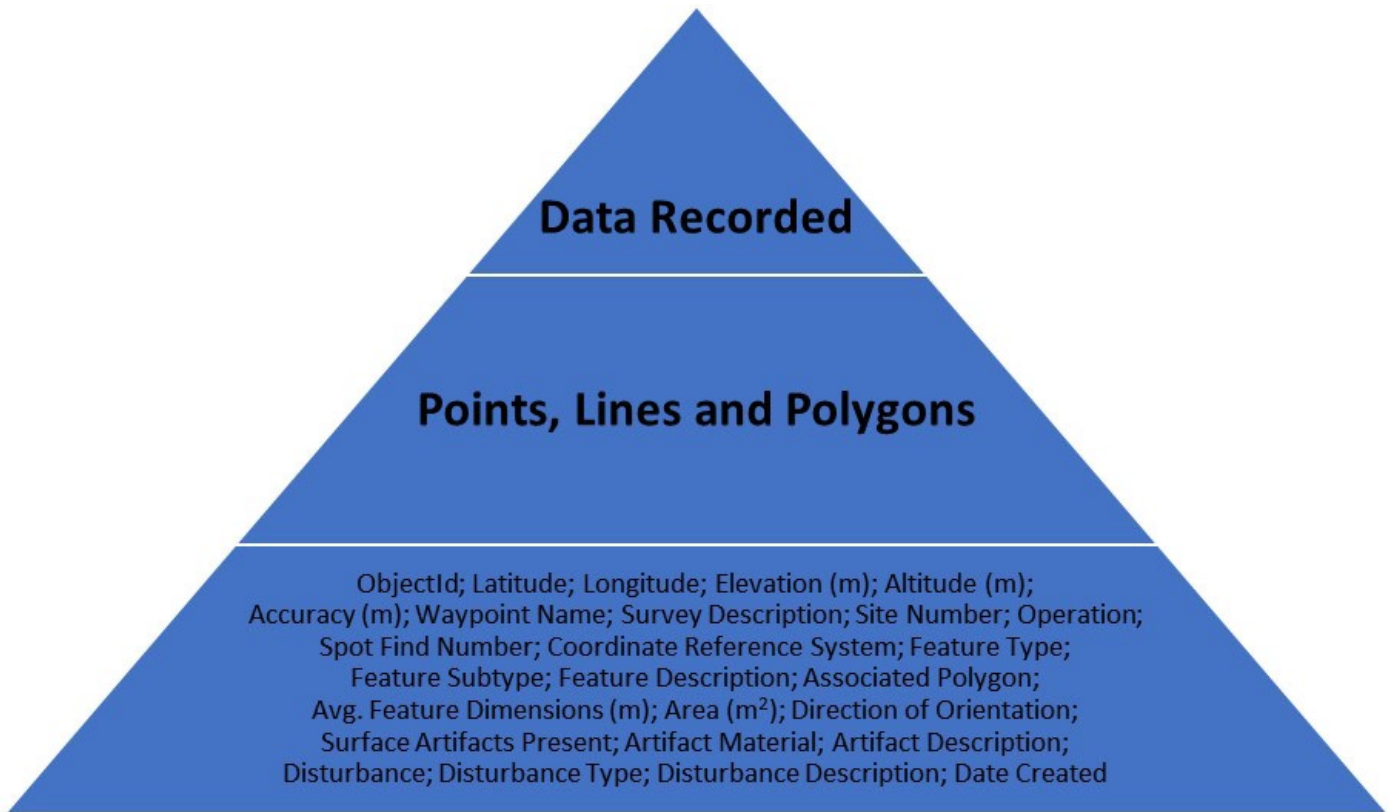 Data Recorded
Points, Lines and Polygons
ObjectId; Latitude; Longitude; Elevation (m); Altitude (m);
Accuracy (m); Waypoint Name; Survey Description; Site Number; Operation;
Spot Find Number; Coordinate Reference System; Feature Type;
Feature Subtype; Feature Description; Associated Polygon;
Avg. Feature Dimensions (m); Area (m²); Direction of Orientation;
Surface Artifacts Present; Artifact Material; Artifact Description;
Disturbance; Disturbance Type; Disturbance Description; Date Created